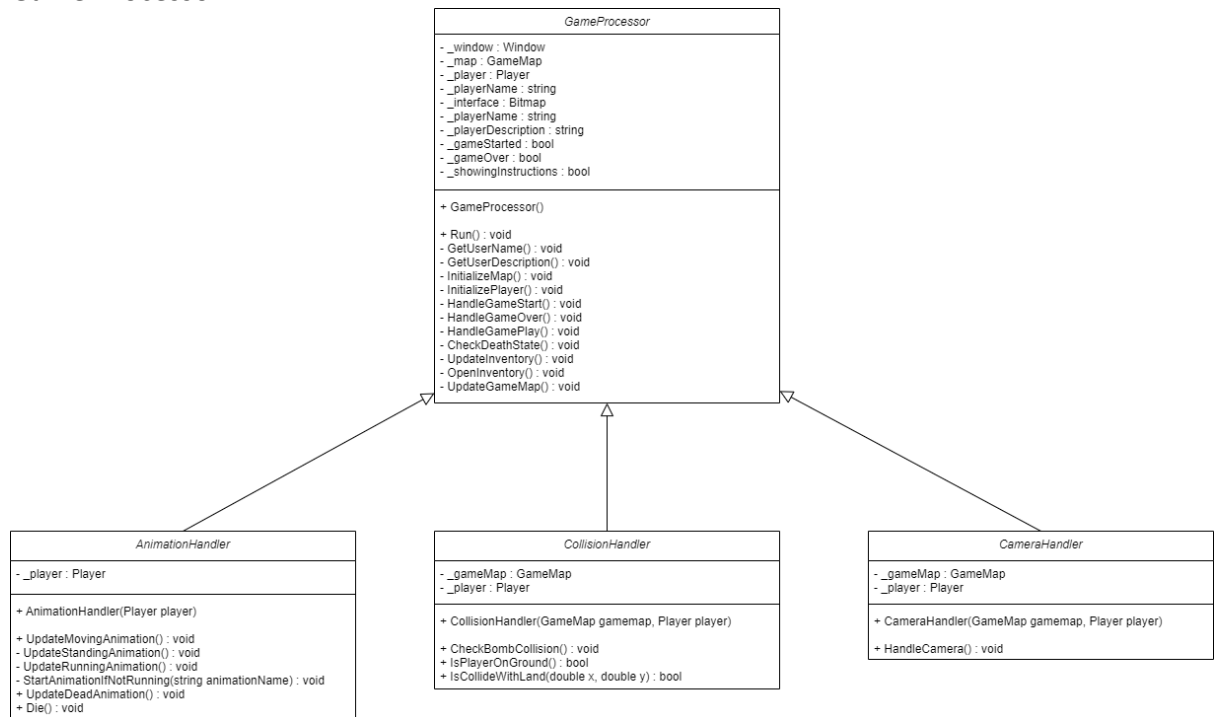 GameProcessor
- _window : Window
- _map : GameMap
- _player : Player
- _playerName : string
- _interface : Bitmap
- _playerName : string
- _playerDescription : string
- _gameStarted : bool
- _gameOver : bool
- _showingInstructions : bool
+ GameProcessor()
+ Run() : void
- GetUserName() : void
- GetUserDescription() : void
- InitializeMap() : void
- InitializePlayer() : void
- HandleGameStart() : void
- HandleGameOver() : void
- HandleGamePlay() : void
- CheckDeathState() : void
- UpdateInventory() : void
- OpenInventory() : void
- UpdateGameMap() : void
AnimationHandler
- _player : Player
+ AnimationHandler(Player player)
+ UpdateMovingAnimation() : void
- UpdateStandingAnimation() : void
- UpdateRunningAnimation() : void
- StartAnimationIfNotRunning(string animationName) : void
+ UpdateDeadAnimation() : void
+ Die() : void
CollisionHandler
- _gameMap : GameMap
- _player : Player
+ CollisionHandler(GameMap gamemap, Player player)
+ CheckBombCollision() : void
+ IsPlayerOnGround() : bool
+ IsCollideWithLand(double x, double y) : bool
CameraHandler
- _gameMap : GameMap
- _player : Player
+ CameraHandler(GameMap gamemap, Player player)
+ HandleCamera() : void